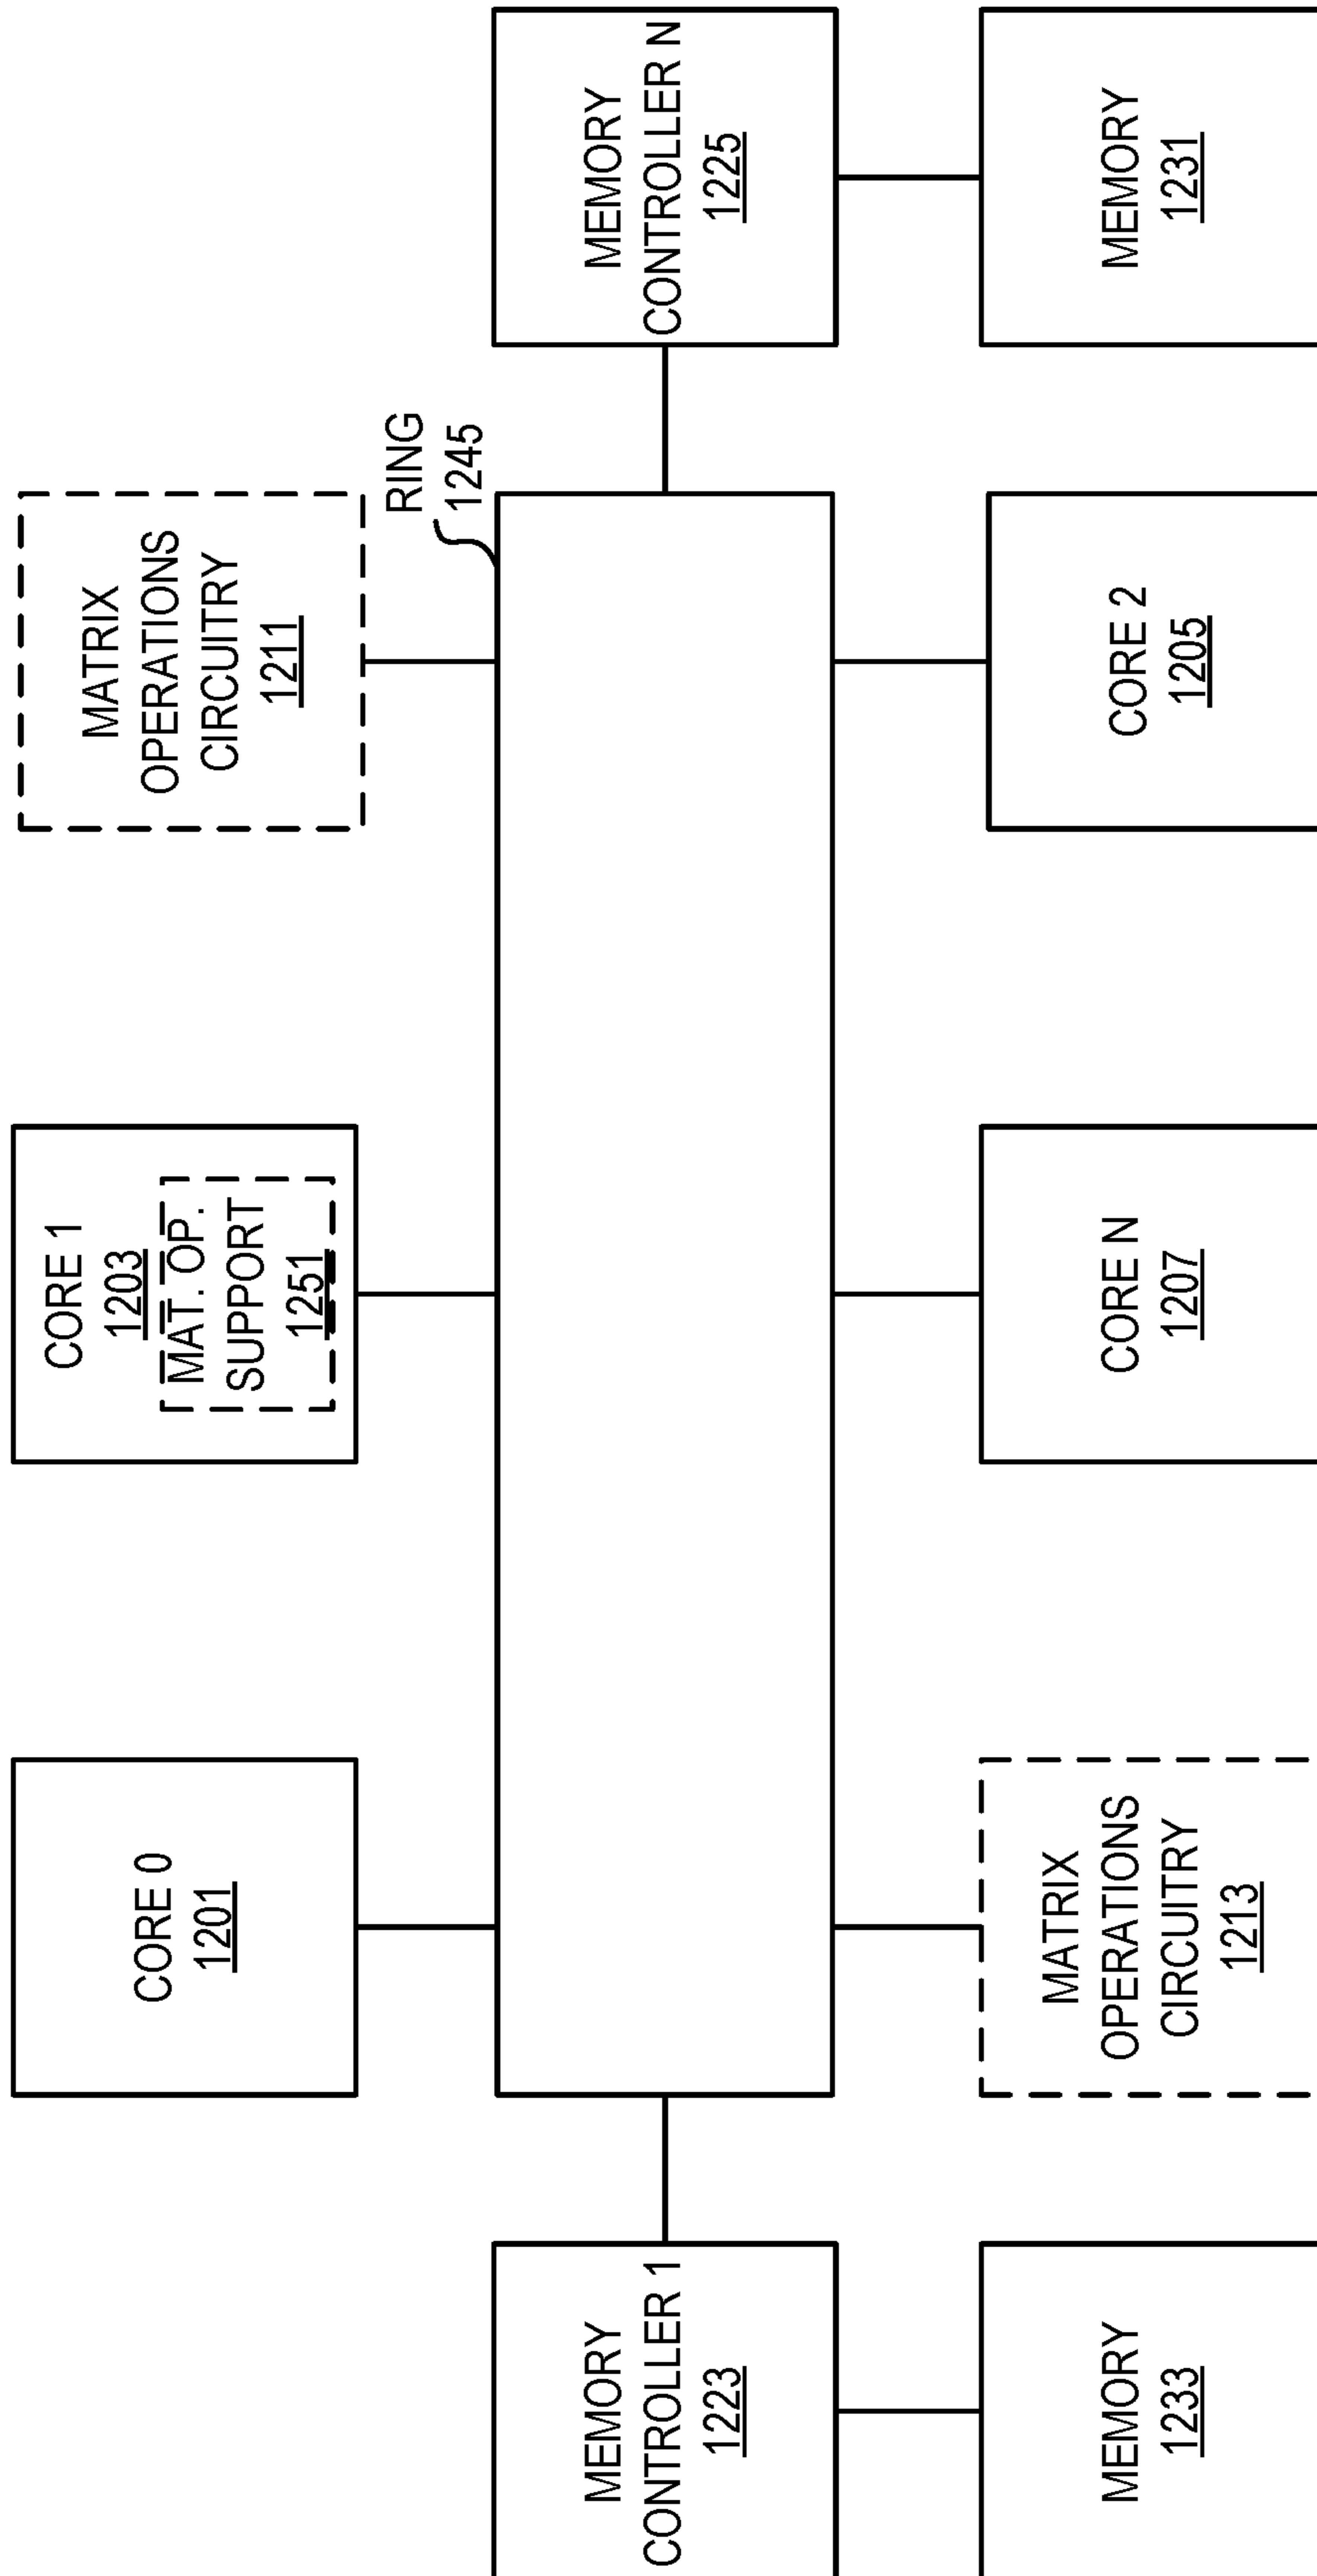 CORE 0
1201
CORE 1
1203
MAT. OP.
SUPPORT
1251
MATRIX
OPERATIONS
CIRCUITRY
1211
RING
1245
MEMORY
CONTROLLER 1
1223
MEMORY
CONTROLLER N
1225
MEMORY
1233
MATRIX
OPERATIONS
CIRCUITRY
1213
CORE N
1207
CORE 2
1205
MEMORY
1231